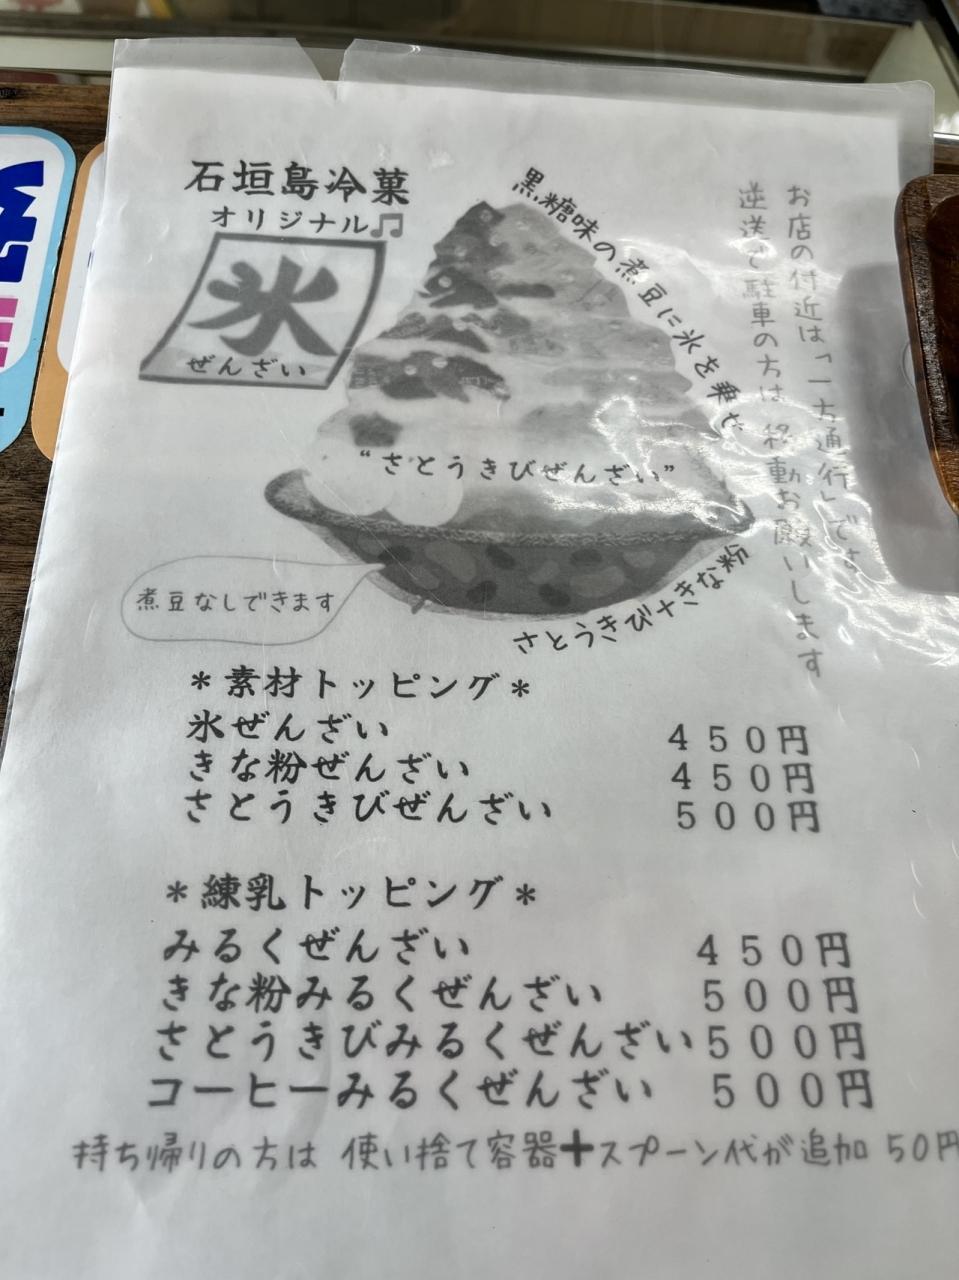 石垣島冷菓
オリジナル🎵
氷
ぜんざい
黒糖味の煮豆に氷を乗せ
お店の付近は「一方通行」です
逆送で駐車の方は移動お願いします
“さとうきびぜんざい”
さとうきび+きな粉
煮豆なしできます
*素材トッピング*
氷ぜんざい 450円
きな粉ぜんざい 450円
さとうきびぜんざい 500円
*練乳トッピング*
みるくぜんざい 450円
きな粉みるくぜんざい 500円
さとうきびみるくぜんざい 500円
コーヒーみるくぜんざい 500円
持ち帰りの方は 使い捨て容器+スプーン代が追加 50円